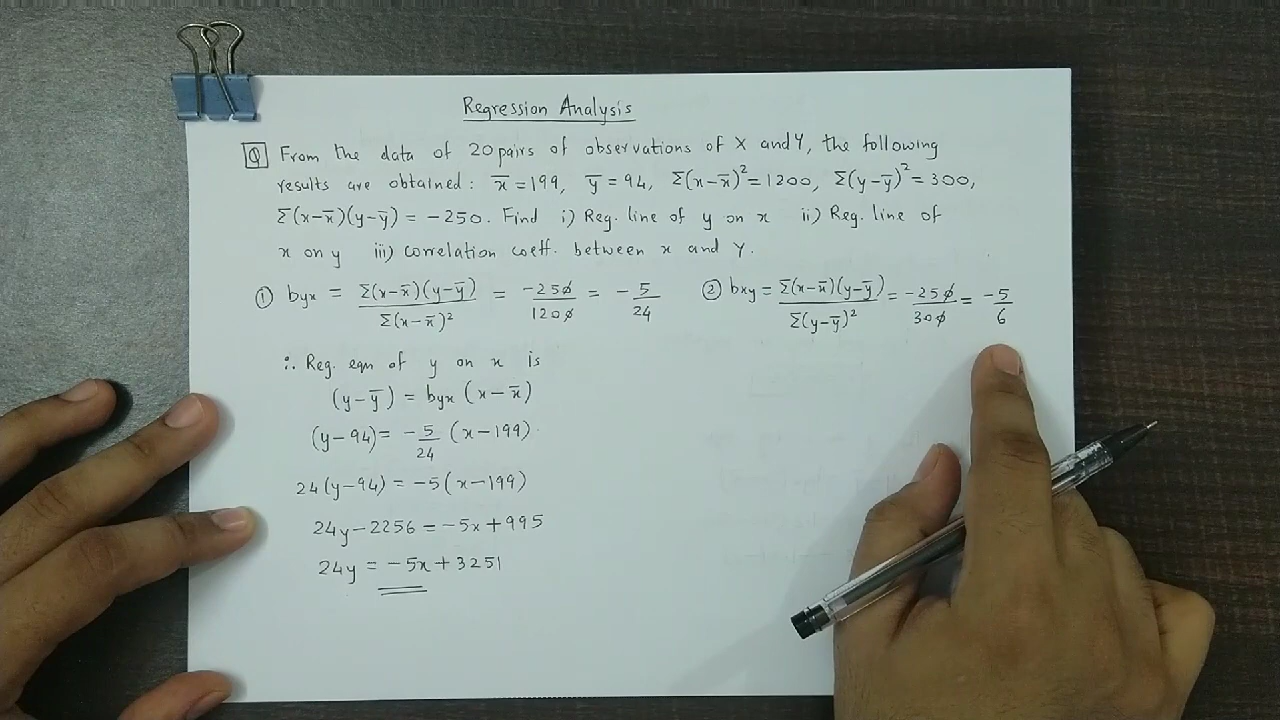 Regression Analysis
Q From the data of 20 pairs of observations of X and Y, the following
results are obtained: x̅ = 199, y̅ = 94, Σ(x-x̅)² = 1200, Σ(y-y̅)² = 300,
Σ(x-x̅)(y-y̅) = -250. Find i) Reg. line of y on x ii) Reg. line of
x on y iii) correlation coeff. between x and Y.
① byx = Σ(x-x̅)(y-y̅) / Σ(x-x̅)² = -250 / 1200 = -5/24
∴ Reg. eqn of y on x is
(y-y̅) = byx (x-x̅)
(y-94) = -5/24 (x-199)
24(y-94) = -5(x-199)
24y-2256 = -5x+995
24y = -5x+3251
② bxy = Σ(x-x̅)(y-y̅) / Σ(y-y̅)² = -250 / 300 = -5/6